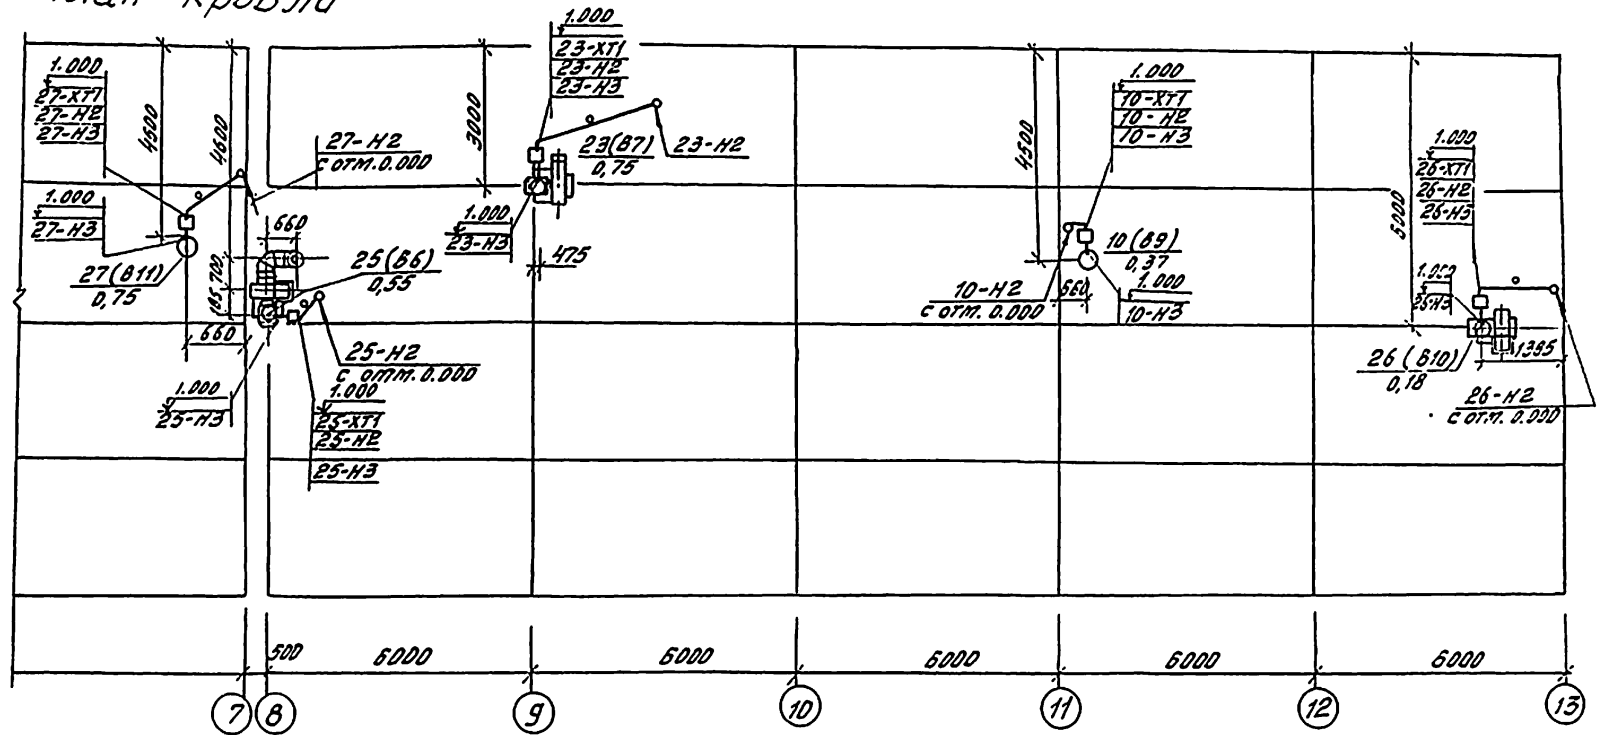 План кровли
1.000
27-ХТ1
27-Н2
27-Н3
4500
4600
27-Н2
с отм. 0.000
1.000
27-Н3
27(В11)
0,75
660
660
700
25(В6)
0,55
25-Н2
с отм. 0.000
1.000
25-Н3
1.000
25-ХТ1
25-Н2
25-Н3
3000
1.000
23-ХТ1
23-Н2
23-Н3
23(В7)
0,75
23-Н2
1.000
23-Н3
475
4500
1.000
10-ХТ1
10-Н2
10-Н3
10(В9)
0,37
10-Н2
с отм. 0.000
560
1.000
10-Н3
5000
1.000
26-ХТ1
26-Н2
26-Н3
26-Н3
26(В10)
0,18
1395
26-Н2
с отм. 0.000
500
6000
6000
6000
6000
6000
7
8
9
10
11
12
13